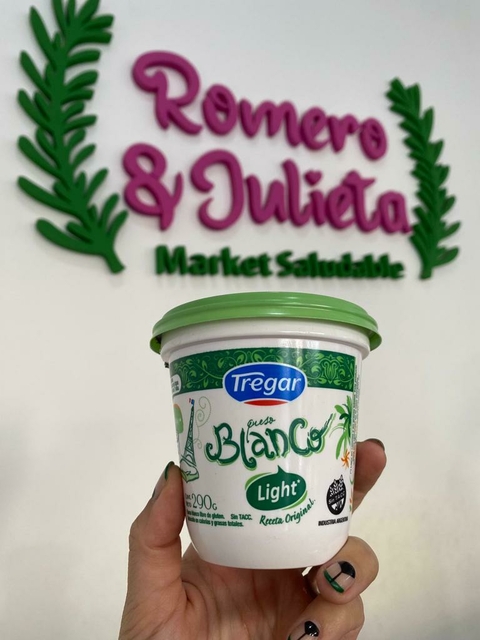 Romero
& Julieta
Market Saludable
Tregar
queso
Blanco
Light
Receta Original
290G
Sin TACC.
INDUSTRIA ARGENTINA